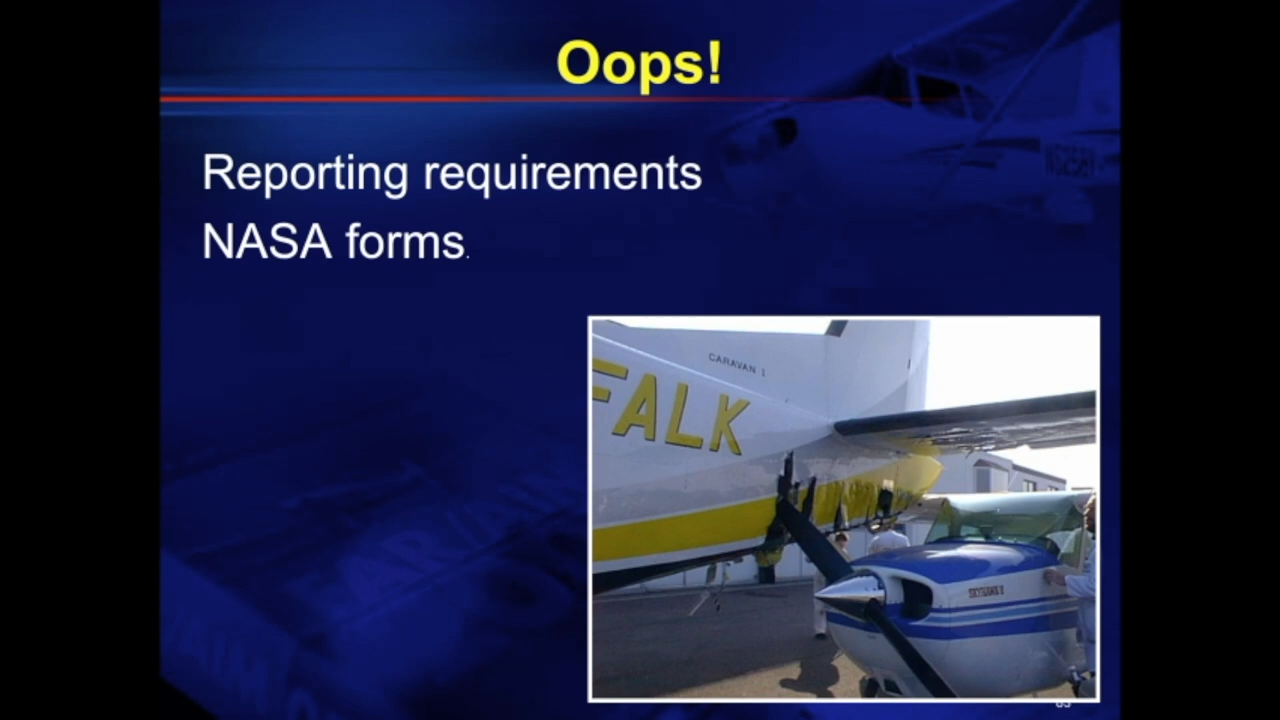 Oops!
Reporting requirements
NASA forms.
CARAVAN I
FALK
SKYHAWK II